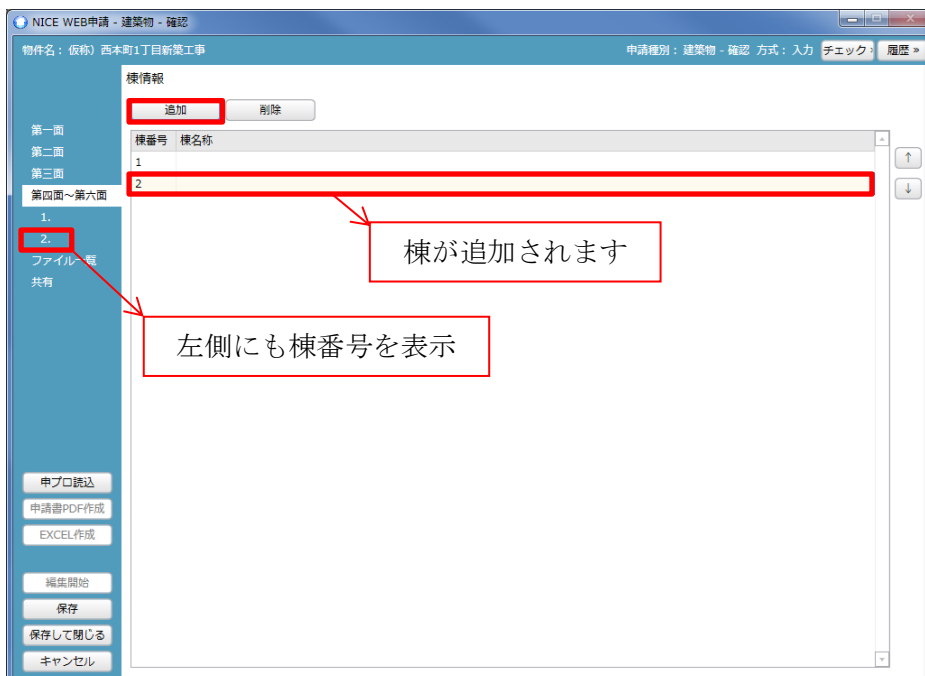 NICE WEB申請 - 建築物 - 確認
物件名：仮称）西本町1丁目新築工事 申請種別：建築物 - 確認 方式：入力 チェック» 履歴 »
棟情報
追加 削除
棟番号 棟名称
1
2
↑
↓
第一面
第二面
第三面
第四面～第六面
1.
2.
ファイル一覧
共有
棟が追加されます
左側にも棟番号を表示
申プロ読込
申請書PDF作成
EXCEL作成
編集開始
保存
保存して閉じる
キャンセル